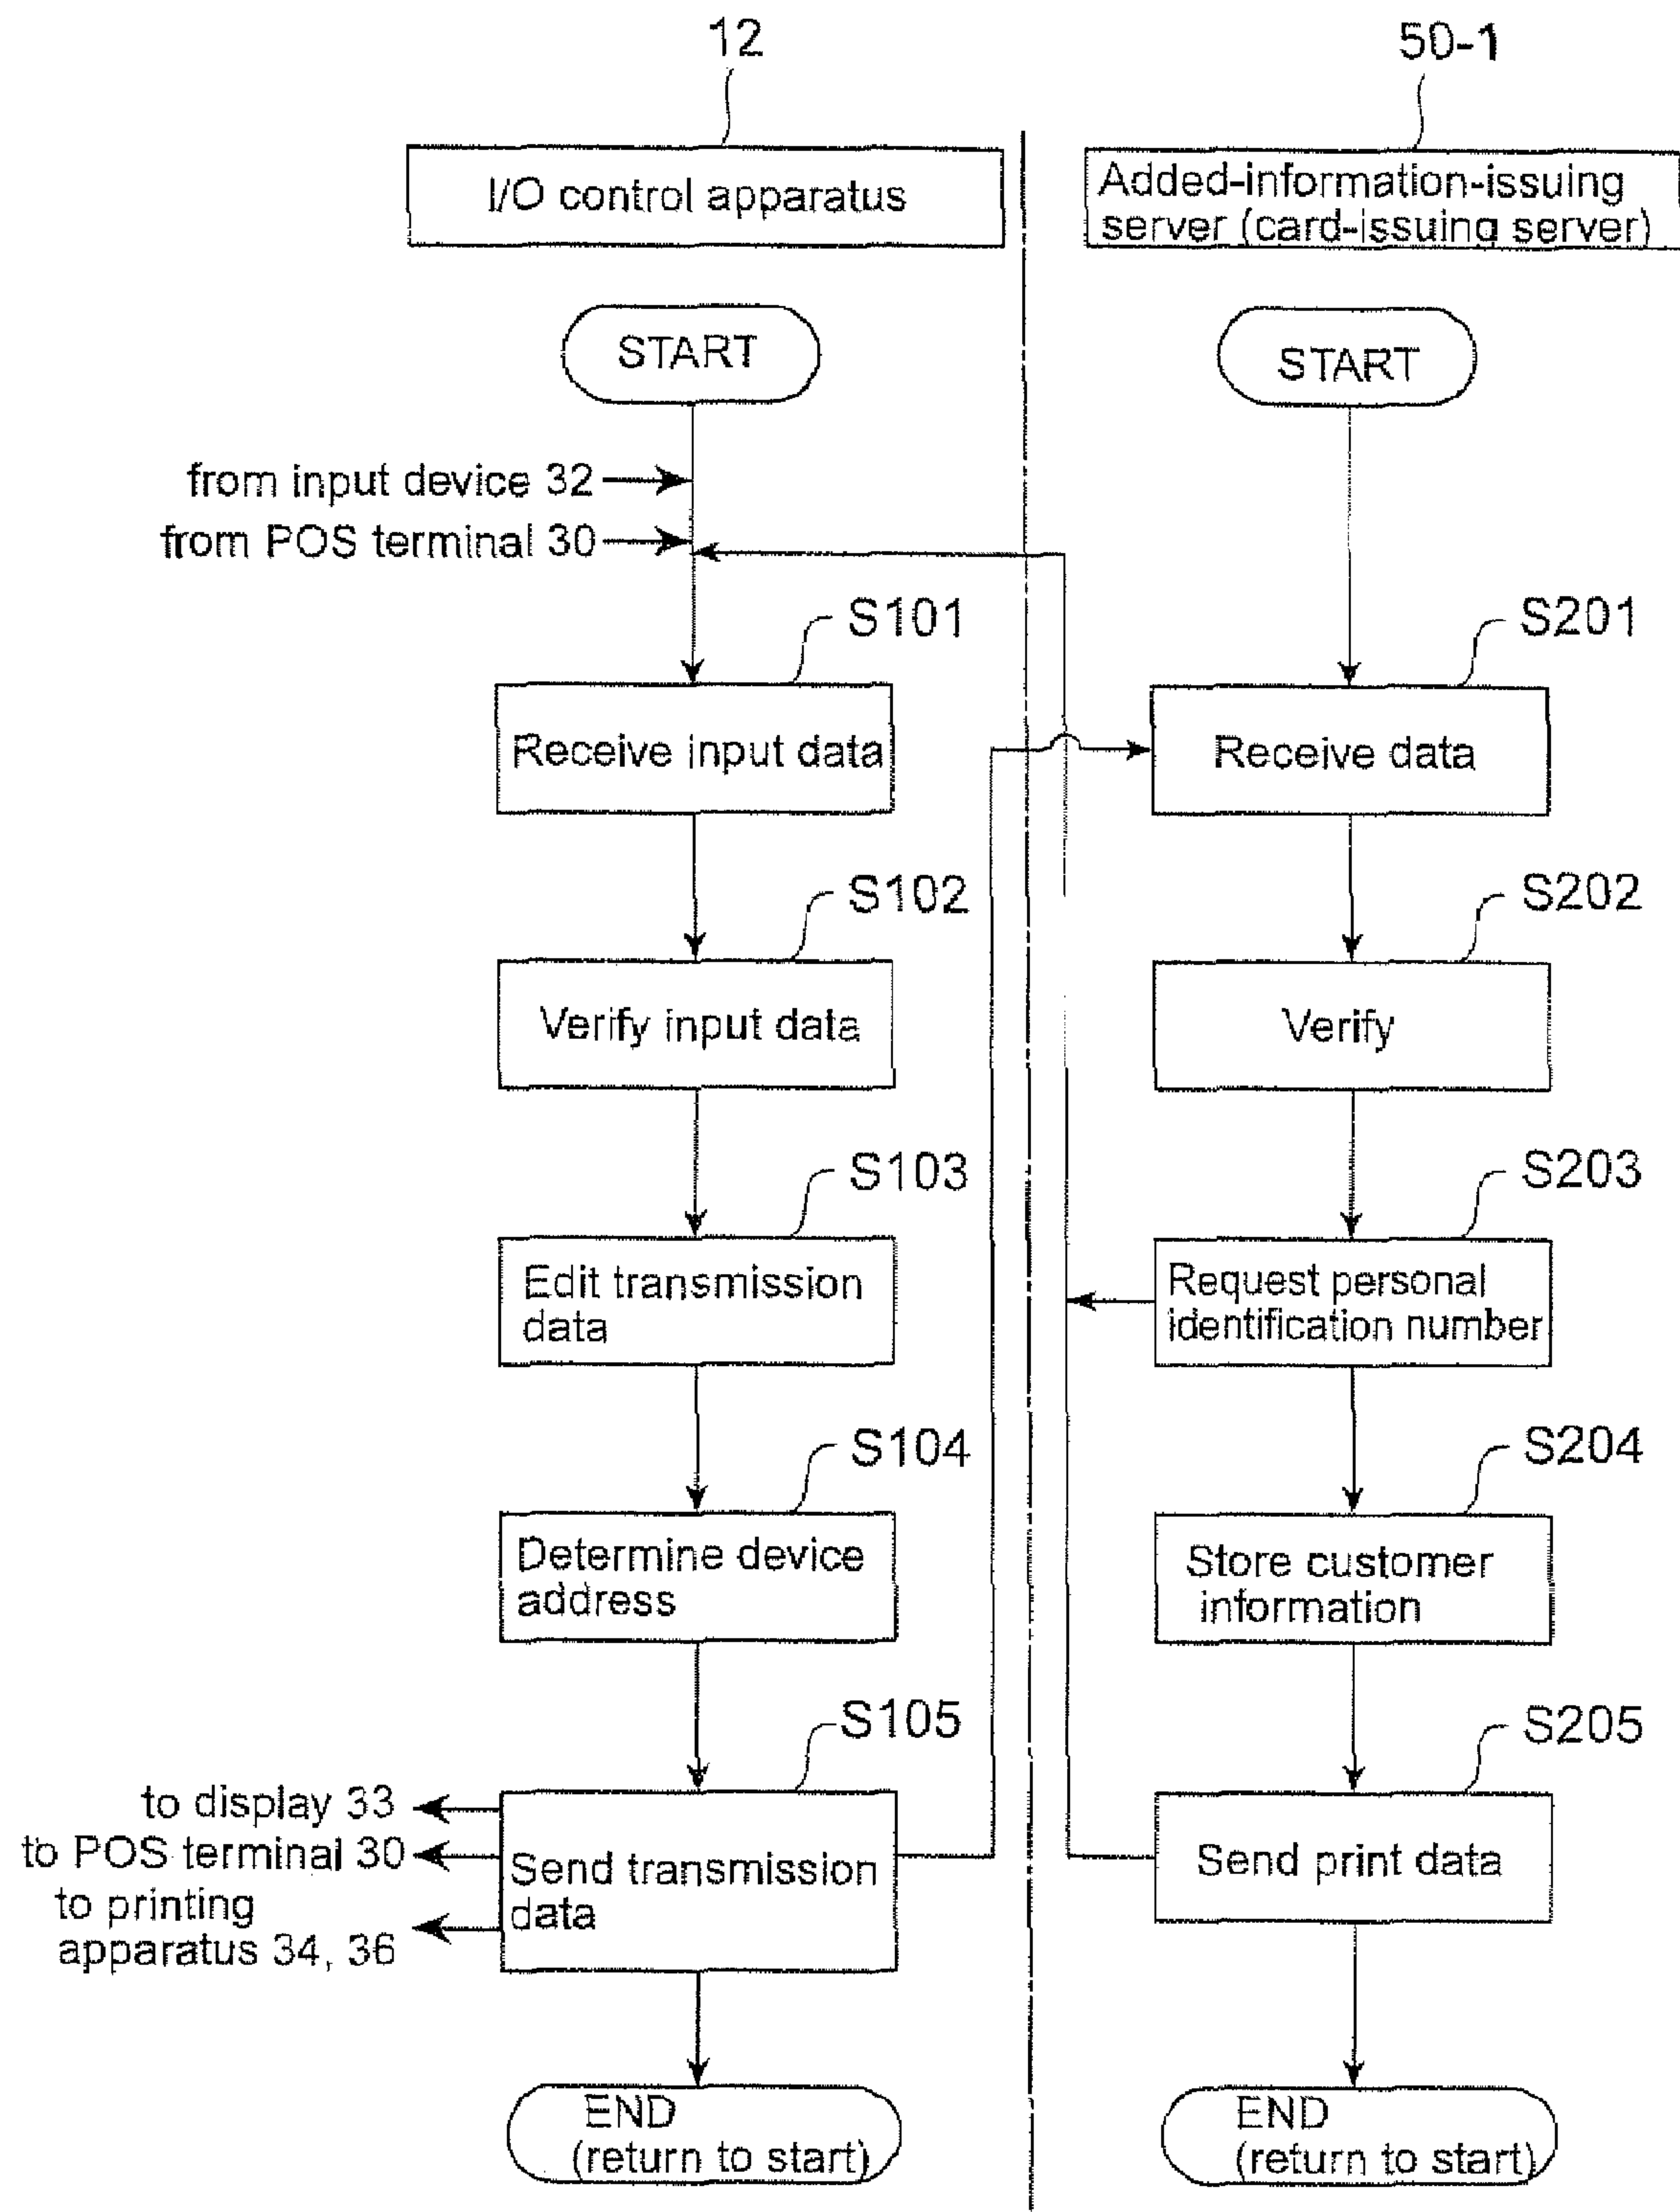 12
50-1
I/O control apparatus
Added-information-issuing
server (card-issuing server)
START
START
from input device 32
from POS terminal 30
S101
S201
Receive input data
Receive data
S102
S202
Verify input data
Verify
S103
S203
Edit transmission
data
Request personal
identification number
S104
S204
Determine device
address
Store customer
information
S105
S205
to display 33
to POS terminal 30
to printing
apparatus 34, 36
Send transmission
data
Send print data
END
(return to start)
END
(return to start)